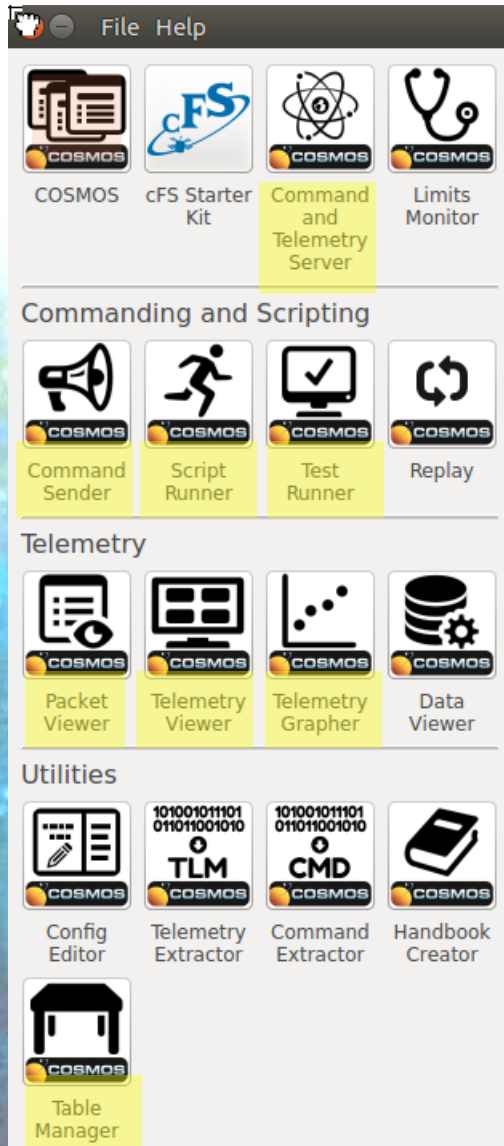 File Help
COSMOS
cFS
COSMOS
COSMOS
COSMOS
cFS Starter
Kit
Command
and
Telemetry
Server
Limits
Monitor
Commanding and Scripting
COSMOS
COSMOS
COSMOS
COSMOS
Command
Sender
Script
Runner
Test
Runner
Replay
Telemetry
COSMOS
COSMOS
COSMOS
COSMOS
Packet
Viewer
Telemetry
Viewer
Telemetry
Grapher
Data
Viewer
Utilities
COSMOS
101001011101
011011001010
TLM
COSMOS
101001011101
011011001010
CMD
COSMOS
COSMOS
Config
Editor
Telemetry
Extractor
Command
Extractor
Handbook
Creator
COSMOS
Table
Manager